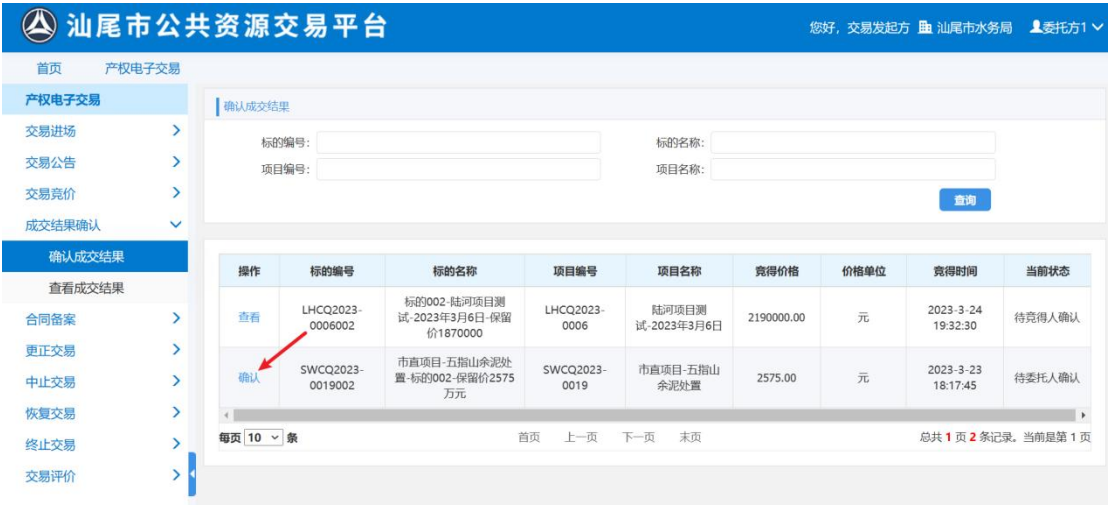 汕尾市公共资源交易平台
您好，交易发起方 汕尾市水务局 委托方1
首页 产权电子交易
产权电子交易
交易进场
交易公告
交易竞价
成交结果确认
确认成交结果
查看成交结果
合同备案
更正交易
中止交易
恢复交易
终止交易
交易评价
确认成交结果
标的编号：
标的名称：
项目编号：
项目名称：
查询
操作 标的编号 标的名称 项目编号 项目名称 竞得价格 价格单位 竞得时间 当前状态
查看
LHCQ2023-
0006002
标的002-陆河项目测
试-2023年3月6日-保留
价1870000
LHCQ2023-
0006
陆河项目测
试-2023年3月6日
2190000.00
元
2023-3-24
19:32:30
待竞得人确认
确认
SWCQ2023-
0019002
市直项目-五指山余泥处
置-标的002-保留价2575
万元
SWCQ2023-
0019
市直项目-五指山
余泥处置
2575.00
元
2023-3-23
18:17:45
待委托人确认
每页 10 条
首页 上一页 下一页 末页
总共 1 页 2 条记录。当前是第 1 页